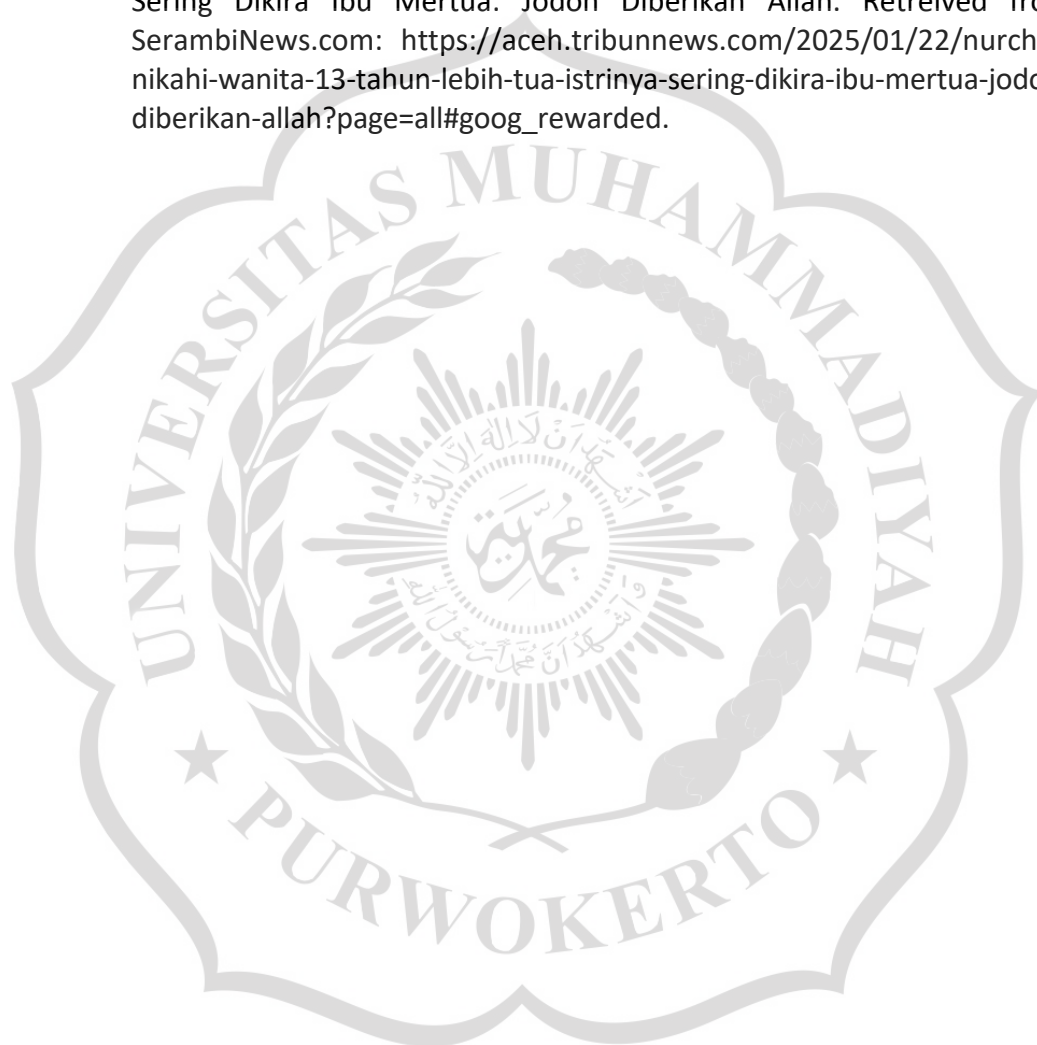 Sering Dikira Ibu Mertua: Jodoh Diberikan Allah. Retreived
SerambiNews.com: https://aceh.tribunnews.com/2025/01/22/nurch
nikahi-wanita-13-tahun-lebih-tua-istrinya-sering-dikira-ibu-mertua-jodo
diberikan-allah?page=all#goog_rewarded.
UNIVERSITAS MUHAMMADIYAH
PURWOKERTO